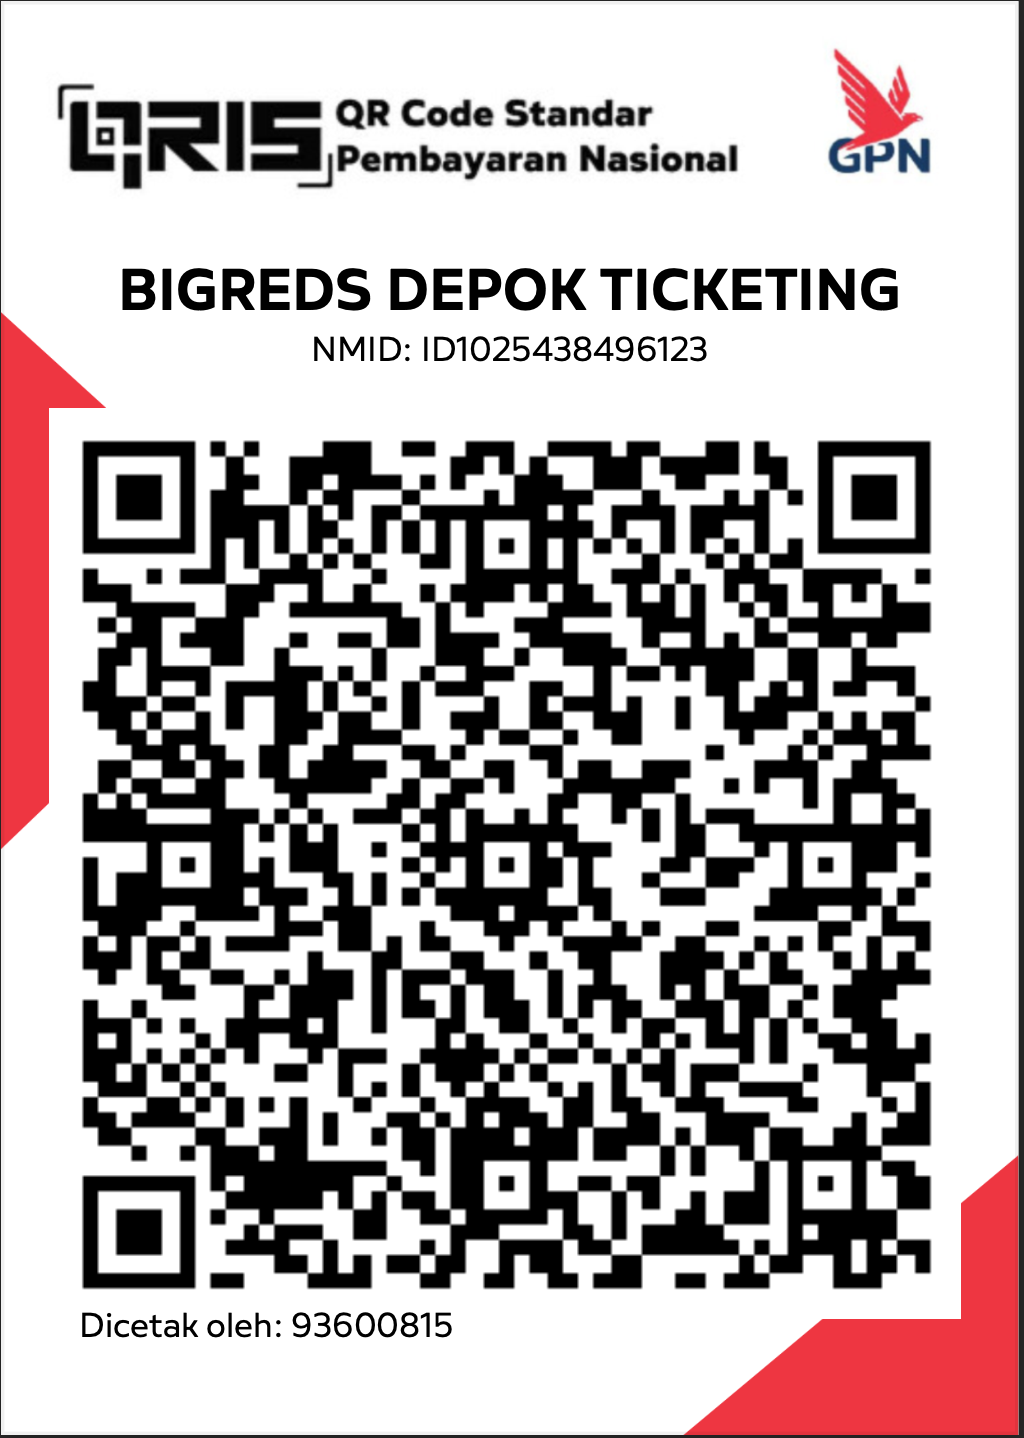 QRIS QR Code Standar
Pembayaran Nasional
GPN
BIGREDS DEPOK TICKETING
NMID: ID1025438496123
Dicetak oleh: 93600815